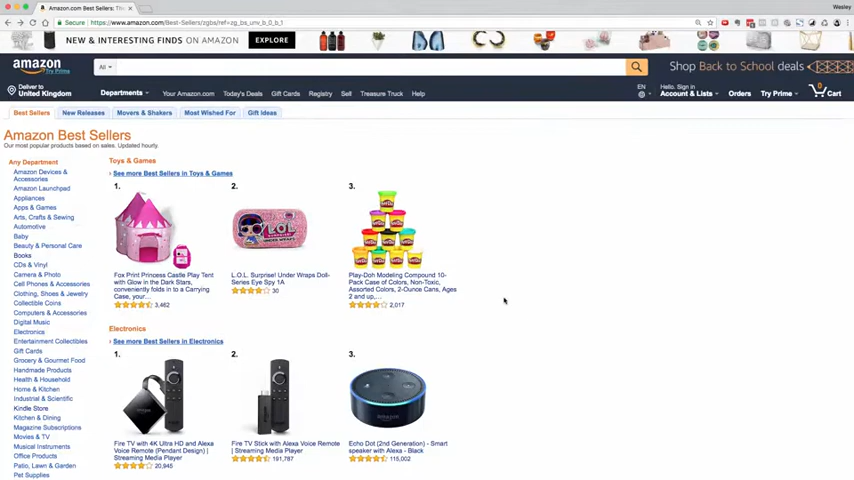 Amazon.com Best Sellers: The
Wesley
Secure https://www.amazon.com/Best-Sellers/zgbs/ref=zg_bs_unv_b_0_b_1
NEW & INTERESTING FINDS ON AMAZON EXPLORE
amazon
Try Prime
All
Shop Back to School deals
Deliver to
United Kingdom
Departments Your Amazon.com Today's Deals Gift Cards Registry Sell Treasure Truck Help
EN
Hello. Sign in
Account & Lists Orders Try Prime 0 Cart
Best Sellers New Releases Movers & Shakers Most Wished For Gift Ideas
Amazon Best Sellers
Our most popular products based on sales. Updated hourly.
Any Department
Amazon Devices &
Accessories
Amazon Launchpad
Appliances
Apps & Games
Arts, Crafts & Sewing
Automotive
Baby
Beauty & Personal Care
Books
CDs & Vinyl
Camera & Photo
Cell Phones & Accessories
Clothing, Shoes & Jewelry
Collectible Coins
Computers & Accessories
Digital Music
Electronics
Entertainment Collectibles
Gift Cards
Grocery & Gourmet Food
Handmade Products
Health & Household
Home & Kitchen
Industrial & Scientific
Kindle Store
Kitchen & Dining
Magazine Subscriptions
Movies & TV
Musical Instruments
Office Products
Patio, Lawn & Garden
Pet Supplies
Toys & Games
› See more Best Sellers in Toys & Games
1.
Fox Print Princess Castle Play Tent
with Glow in the Dark Stars,
conveniently folds in to a Carrying
Case, your...
3,462
2.
L.O.L. Surprise! Under Wraps Doll-
Series Eye Spy 1A
30
3.
Play-Doh Modeling Compound 10-
Pack Case of Colors, Non-Toxic,
Assorted Colors, 2-Ounce Cans, Ages
2 and up,...
2,017
Electronics
› See more Best Sellers in Electronics
1.
Fire TV with 4K Ultra HD and Alexa
Voice Remote (Pendant Design) |
Streaming Media Player
20,945
2.
Fire TV Stick with Alexa Voice Remote
| Streaming Media Player
191,787
3.
Echo Dot (2nd Generation) - Smart
speaker with Alexa - Black
115,002